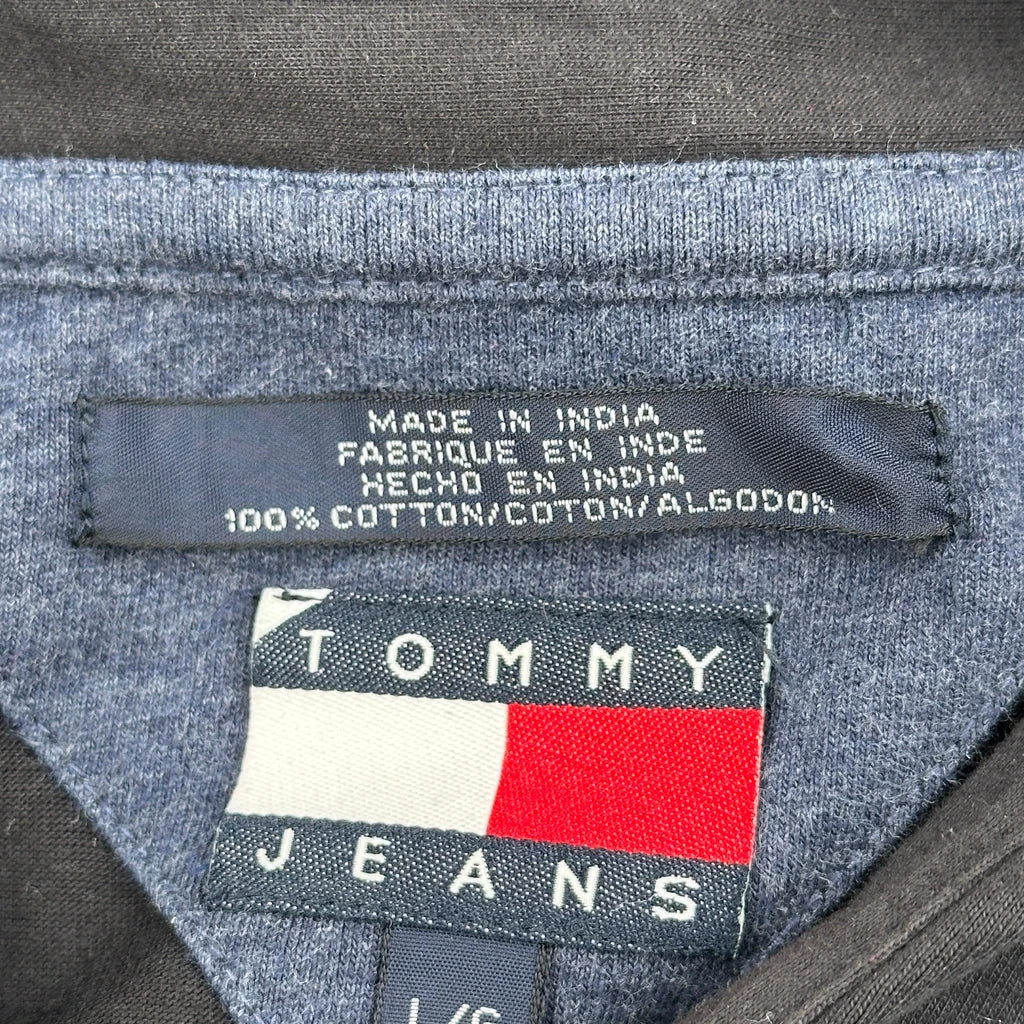 MADE IN INDIA
FABRIQUE EN INDE
HECHO EN INDIA
100% COTTON/COTON/ALGODON
TOMMY
JEANS